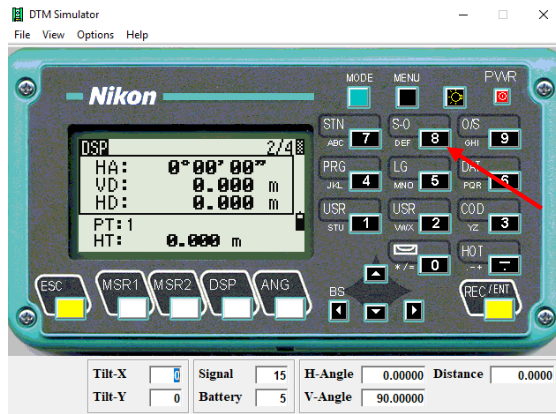 DTM Simulator
File View Options Help
MODE MENU PWR
Nikon
STN S-O O/S
ABC 7 DEF 8 GHI 9
DSP 2/4
HA: 0°00'00"
VD: 0.000 m
HD: 0.000 m
PT:1
HT: 0.000 m
PRG LG DAT
JKL 4 MNO 5 PQR 6
USR USR COD
STU 1 VWX 2 YZ 3
HOT
*/= 0 .-+ -.
ESC MSR1 MSR2 DSP ANG BS REC/ENT
Tilt-X 0 Signal 15 H-Angle 0.00000 Distance 0.0000
Tilt-Y 0 Battery 5 V-Angle 90.00000